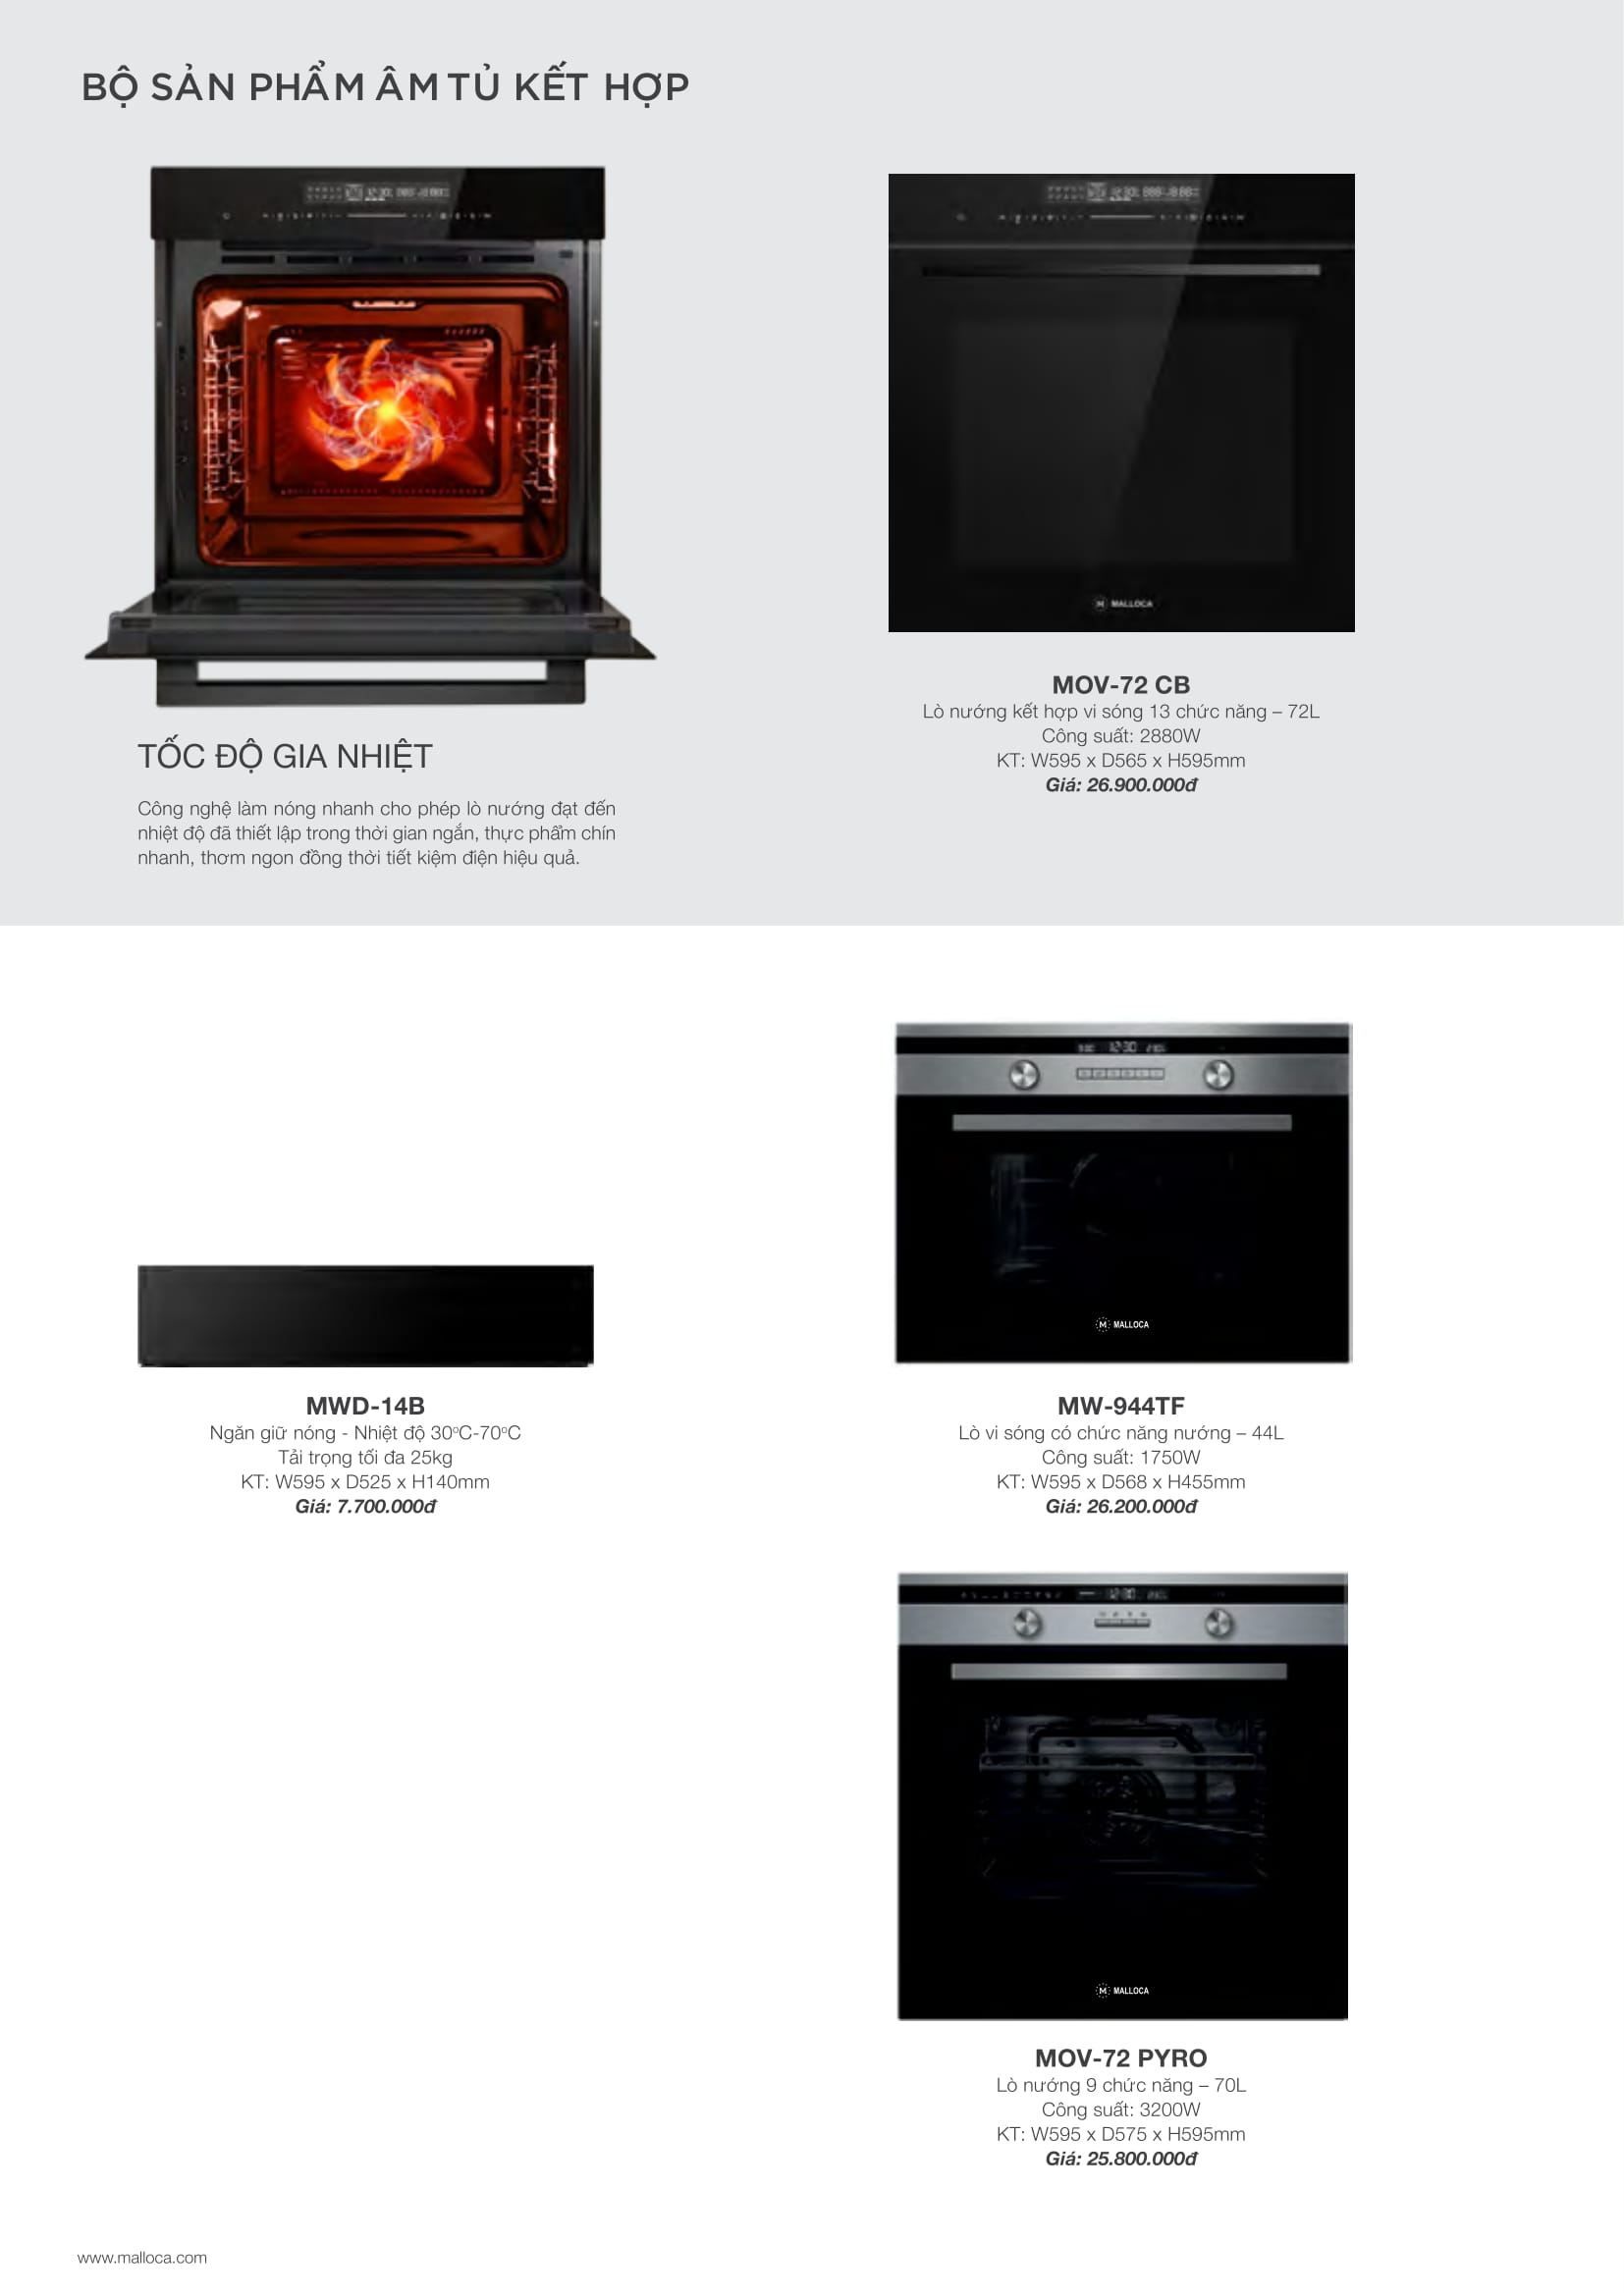 BỘ SẢN PHẨM ÂM TỦ KẾT HỢP
MALLOCA
MOV-72 CB
Lò nướng kết hợp vi sóng 13 chức năng – 72L
Công suất: 2880W
KT: W595 x D565 x H595mm
Giá: 26.900.000đ
TỐC ĐỘ GIA NHIỆT
Công nghệ làm nóng nhanh cho phép lò nướng đạt đến
nhiệt độ đã thiết lập trong thời gian ngắn, thực phẩm chín
nhanh, thơm ngon đồng thời tiết kiệm điện hiệu quả.
12:30
M MALLOCA
MWD-14B
Ngăn giữ nóng - Nhiệt độ 30ºC-70ºC
Tải trọng tối đa 25kg
KT: W595 x D525 x H140mm
Giá: 7.700.000đ
MW-944TF
Lò vi sóng có chức năng nướng – 44L
Công suất: 1750W
KT: W595 x D568 x H455mm
Giá: 26.200.000đ
M MALLOCA
MOV-72 PYRO
Lò nướng 9 chức năng – 70L
Công suất: 3200W
KT: W595 x D575 x H595mm
Giá: 25.800.000đ
www.malloca.com